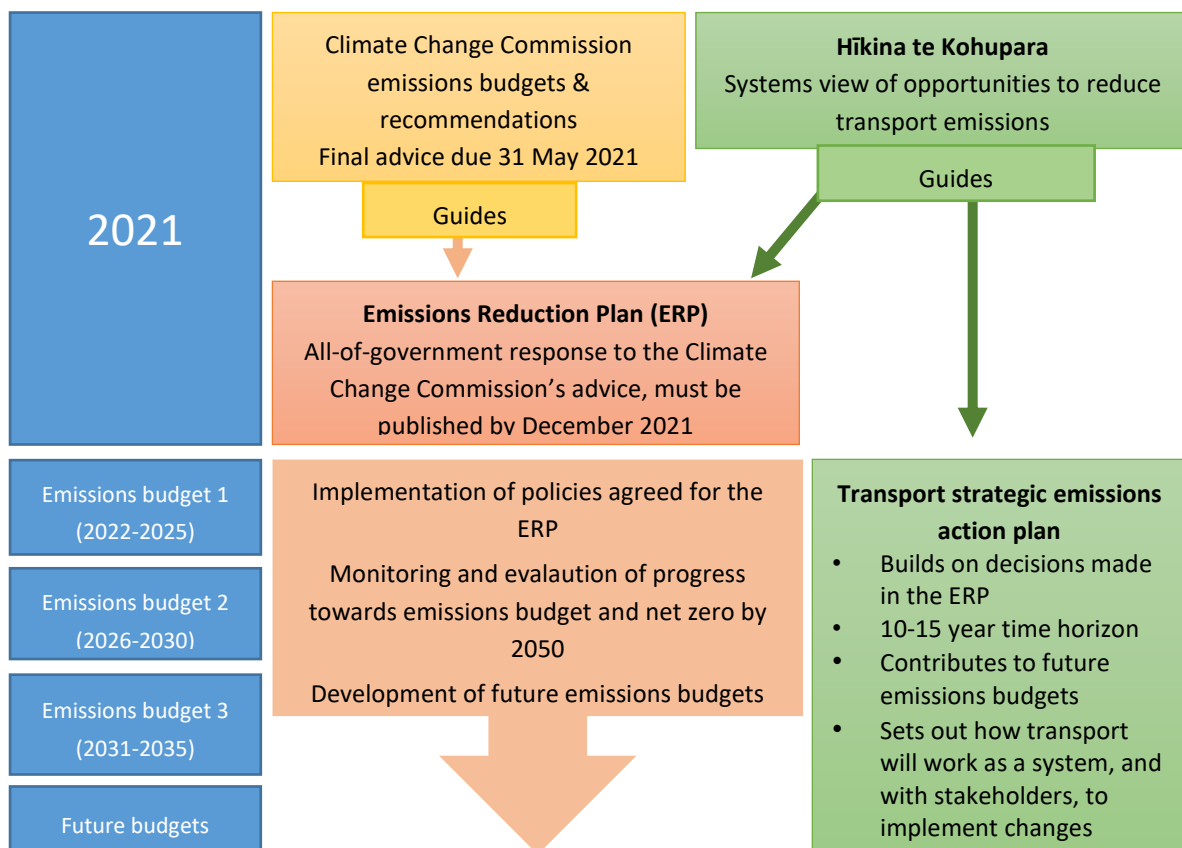 2021
Climate Change Commission
emissions budgets &
recommendations
Final advice due 31 May 2021
Guides
Hīkina te Kohupara
Systems view of opportunities to reduce
transport emissions
Guides
Emissions Reduction Plan (ERP)
All-of-government response to the Climate
Change Commission's advice, must be
published by December 2021
Emissions budget 1
(2022-2025)
Emissions budget 2
(2026-2030)
Emissions budget 3
(2031-2035)
Future budgets
Implementation of policies agreed for the
ERP
Monitoring and evalaution of progress
towards emissions budget and net zero by
2050
Development of future emissions budgets
Transport strategic emissions
action plan
• Builds on decisions made
in the ERP
• 10-15 year time horizon
• Contributes to future
emissions budgets
• Sets out how transport
will work as a system, and
with stakeholders, to
implement changes